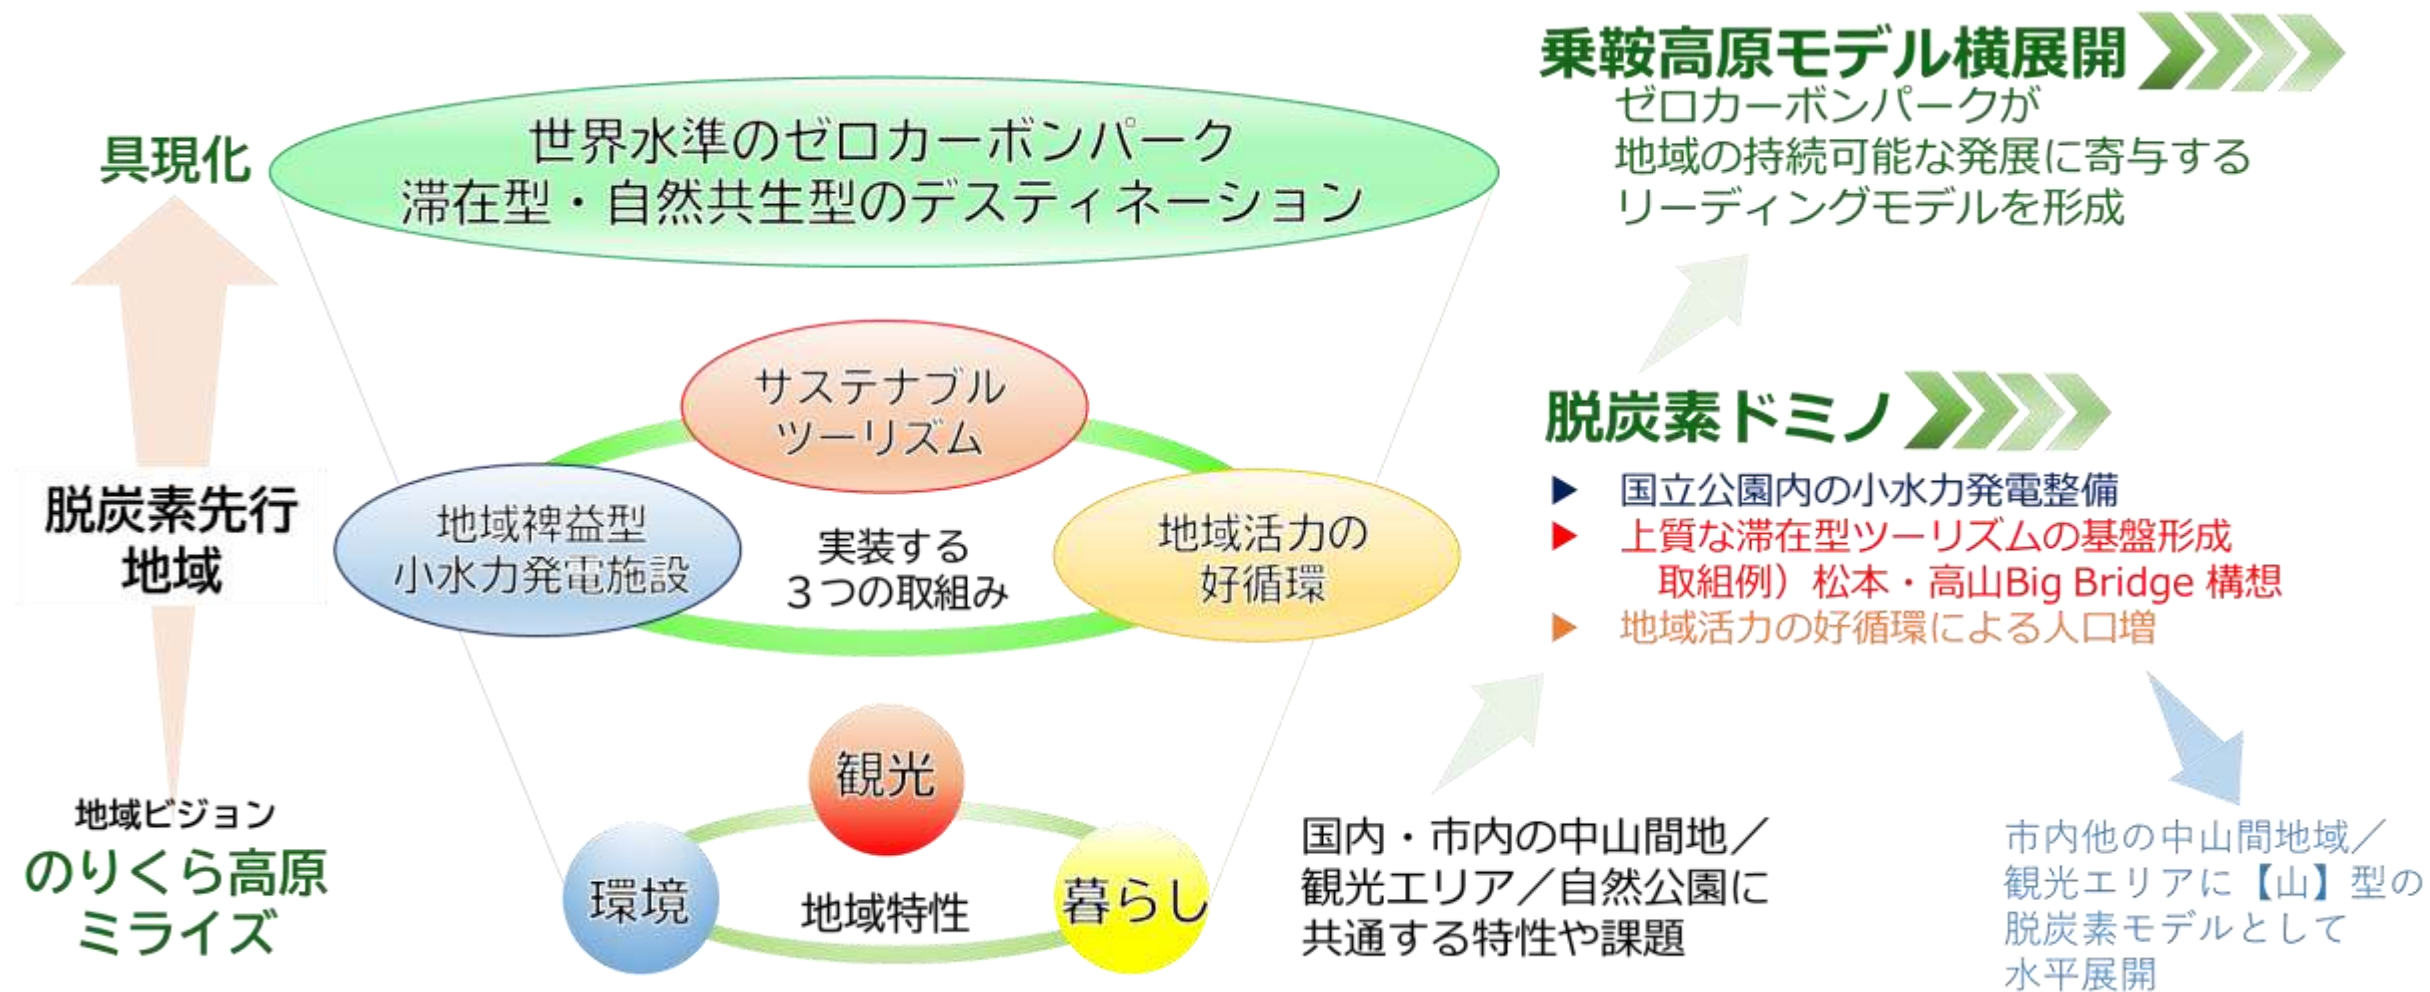 具現化
世界水準のゼロカーボンパーク
滞在型・自然共生型のデスティネーション
サステナブル
ツーリズム
脱炭素先行
地域
地域裨益型
小水力発電施設
実装する
３つの取組み
地域活力の
好循環
地域ビジョン
のりくら高原
ミライズ
観光
環境
地域特性
暮らし
乗鞍高原モデル横展開
ゼロカーボンパークが
地域の持続可能な発展に寄与する
リーディングモデルを形成
脱炭素ドミノ
▶ 国立公園内の小水力発電整備
▶ 上質な滞在型ツーリズムの基盤形成
取組例）松本・高山Big Bridge 構想
▶ 地域活力の好循環による人口増
国内・市内の中山間地／
観光エリア／自然公園に
共通する特性や課題
市内他の中山間地域／
観光エリアに【山】型の
脱炭素モデルとして
水平展開